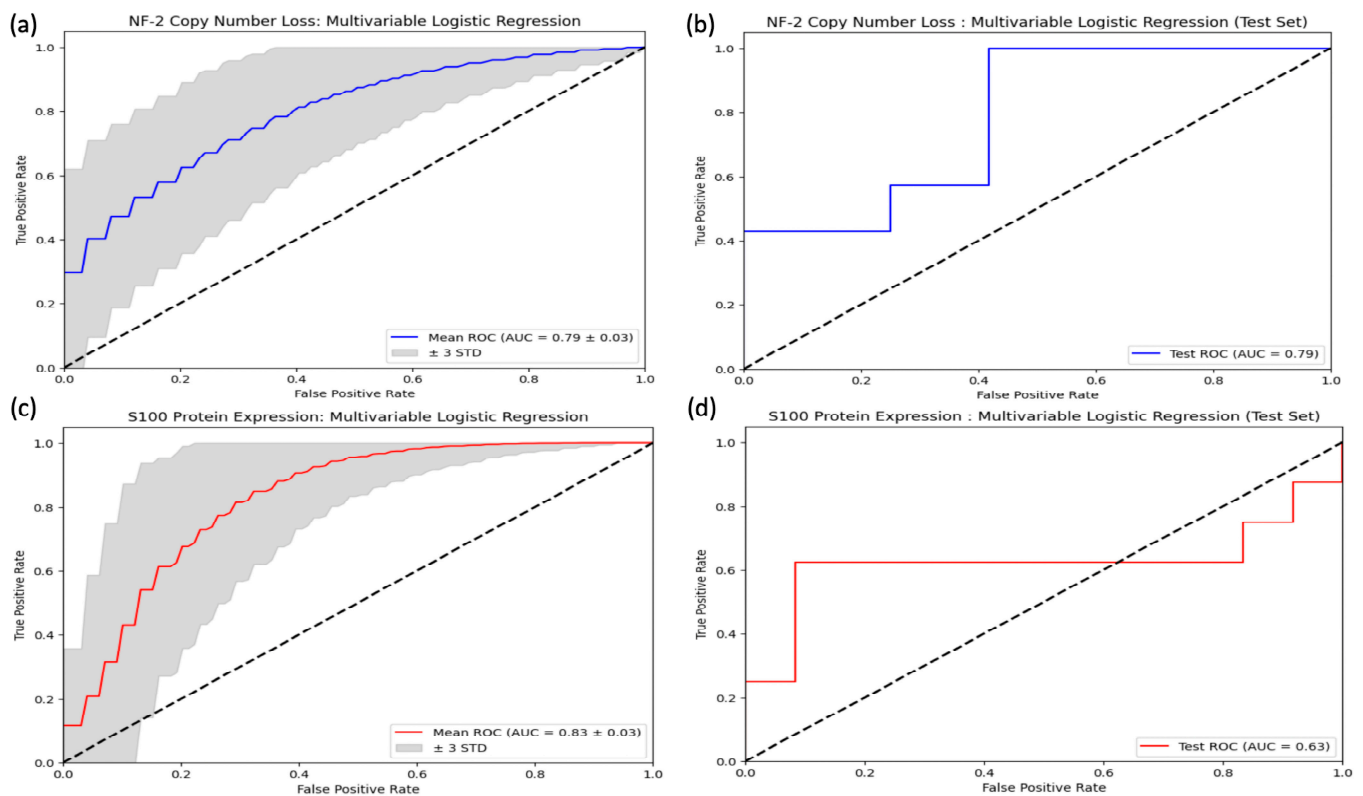 (a)
NF-2 Copy Number Loss: Multivariable Logistic Regression
1.0
0.8
0.6
0.4
0.2
0.0
True Positive Rate
Mean ROC (AUC = 0.79 ± 0.03)
± 3 STD
0.0 0.2 0.4 0.6 0.8 1.0
False Positive Rate
(b)
NF-2 Copy Number Loss : Multivariable Logistic Regression (Test Set)
1.0
0.8
0.6
0.4
0.2
0.0
True Positive Rate
Test ROC (AUC = 0.79)
0.0 0.2 0.4 0.6 0.8 1.0
False Positive Rate
(c)
S100 Protein Expression: Multivariable Logistic Regression
1.0
0.8
0.6
0.4
0.2
0.0
True Positive Rate
Mean ROC (AUC = 0.83 ± 0.03)
± 3 STD
0.0 0.2 0.4 0.6 0.8 1.0
False Positive Rate
(d)
S100 Protein Expression : Multivariable Logistic Regression (Test Set)
1.0
0.8
0.6
0.4
0.2
0.0
True Positive Rate
Test ROC (AUC = 0.63)
0.0 0.2 0.4 0.6 0.8 1.0
False Positive Rate